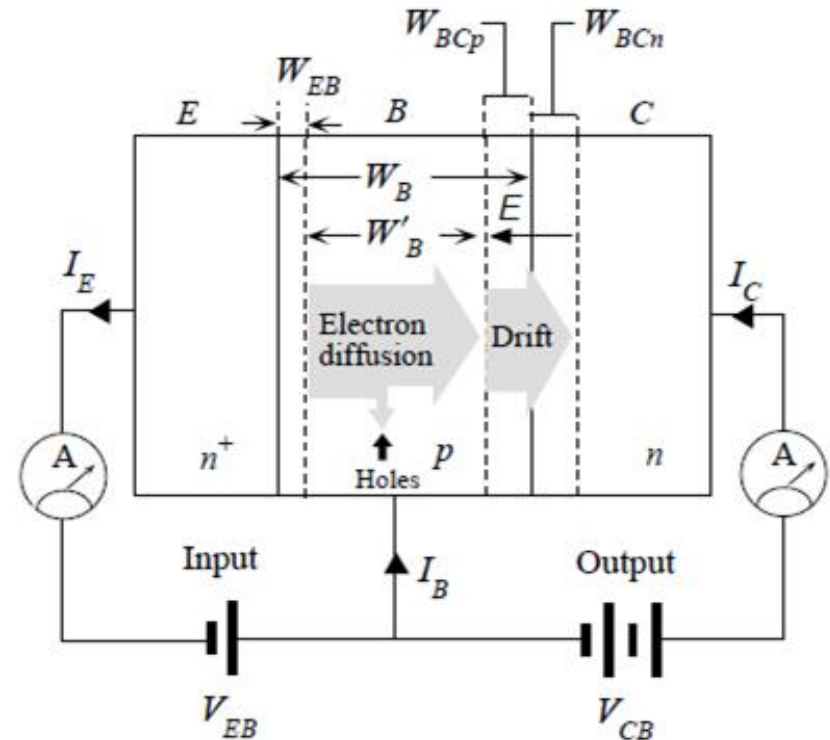 W_BCp W_BCn
W_EB
E B C
W_B
W'_B E
I_E I_C
Electron
diffusion
Drift
A A
n+ p n
Holes
Input I_B Output
V_EB V_CB